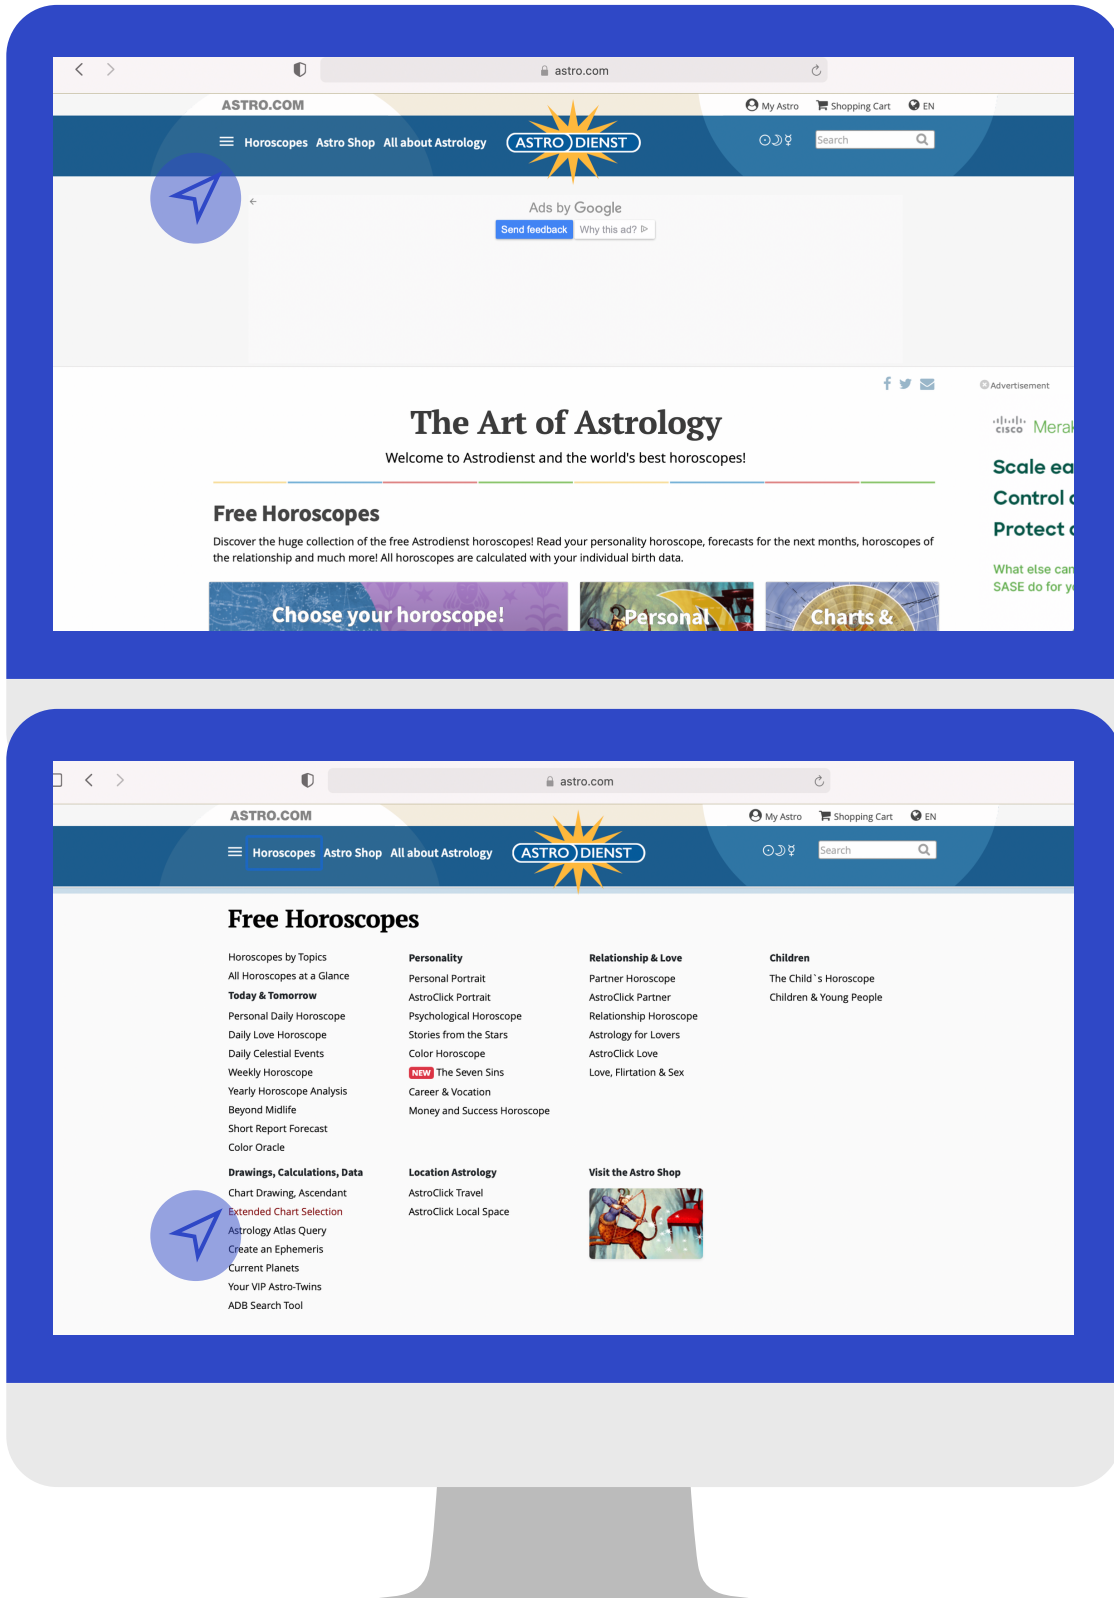 astro.com
ASTRO.COM
My Astro
Shopping Cart
EN
Horoscopes Astro Shop All about Astrology
ASTRO DIENST
Search
Ads by Google
Send feedback
Why this ad?
Advertisement
The Art of Astrology
Welcome to Astrodienst and the world's best horoscopes!
Free Horoscopes
Discover the huge collection of the free Astrodienst horoscopes! Read your personality horoscope, forecasts for the next months, horoscopes of
the relationship and much more! All horoscopes are calculated with your individual birth data.
Choose your horoscope!
Personal
Charts &
cisco
Scale ea
Control
Protect
What else can
SASE do for y
astro.com
ASTRO.COM
My Astro
Shopping Cart
EN
Horoscopes Astro Shop All about Astrology
ASTRO DIENST
Search
Free Horoscopes
Horoscopes by Topics
All Horoscopes at a Glance
Today & Tomorrow
Personal Daily Horoscope
Daily Love Horoscope
Daily Celestial Events
Weekly Horoscope
Yearly Horoscope Analysis
Beyond Midlife
Short Report Forecast
Color Oracle
Personality
Personal Portrait
AstroClick Portrait
Psychological Horoscope
Stories from the Stars
Color Horoscope
NEW The Seven Sins
Career & Vocation
Money and Success Horoscope
Relationship & Love
Partner Horoscope
AstroClick Partner
Relationship Horoscope
Astrology for Lovers
AstroClick Love
Love, Flirtation & Sex
Children
The Child`s Horoscope
Children & Young People
Drawings, Calculations, Data
Chart Drawing, Ascendant
Extended Chart Selection
Astrology Atlas Query
Create an Ephemeris
Current Planets
Your VIP Astro-Twins
ADB Search Tool
Location Astrology
AstroClick Travel
AstroClick Local Space
Visit the Astro Shop